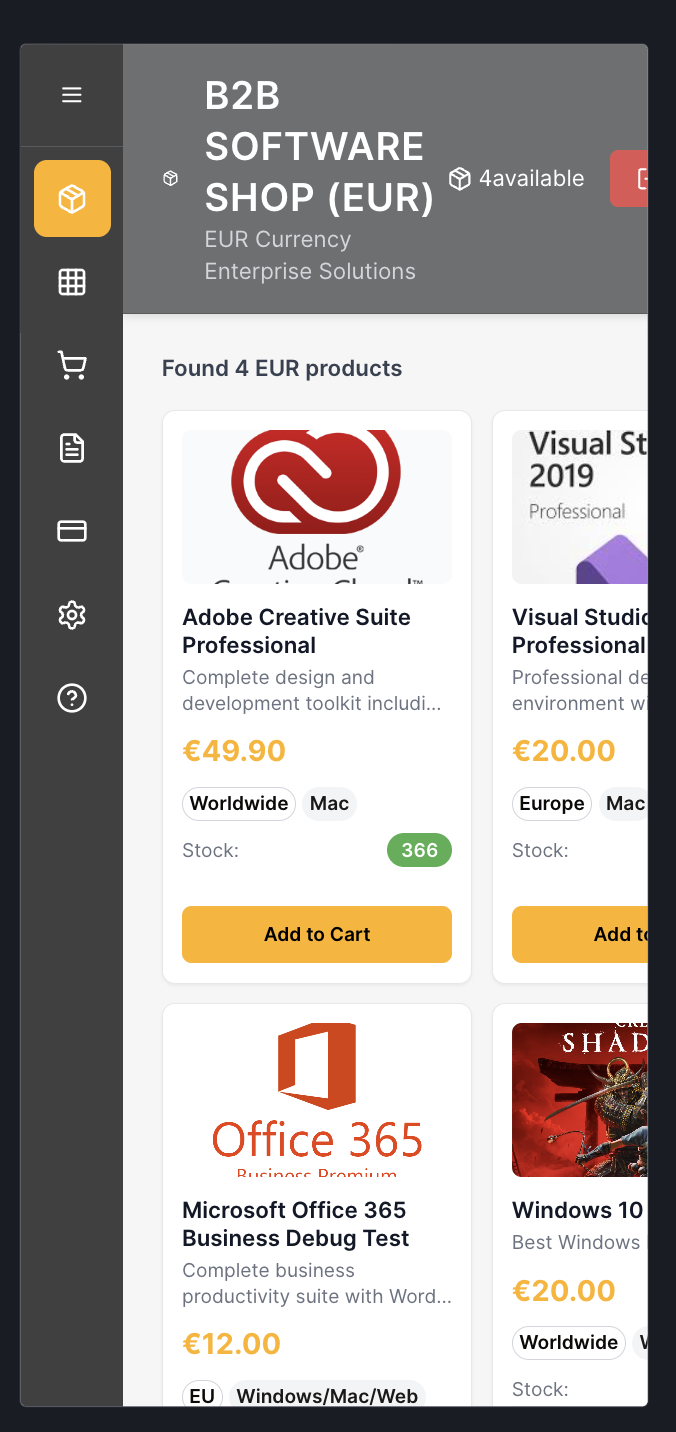 B2B
SOFTWARE
SHOP (EUR)
EUR Currency
Enterprise Solutions
4available
Found 4 EUR products
Adobe®
Creative Cloud™
Adobe Creative Suite
Professional
Complete design and
development toolkit includi...
€49.90
Worldwide Mac
Stock: 366
Add to Cart
Visual St
2019
Professional
Visual Studio
Professional
Professional de
environment wi
€20.00
Europe Mac
Stock:
Add to
Office 365
Business Premium
Microsoft Office 365
Business Debug Test
Complete business
productivity suite with Word...
€12.00
EU Windows/Mac/Web
SHAD
Windows 10
Best Windows
€20.00
Worldwide W
Stock: